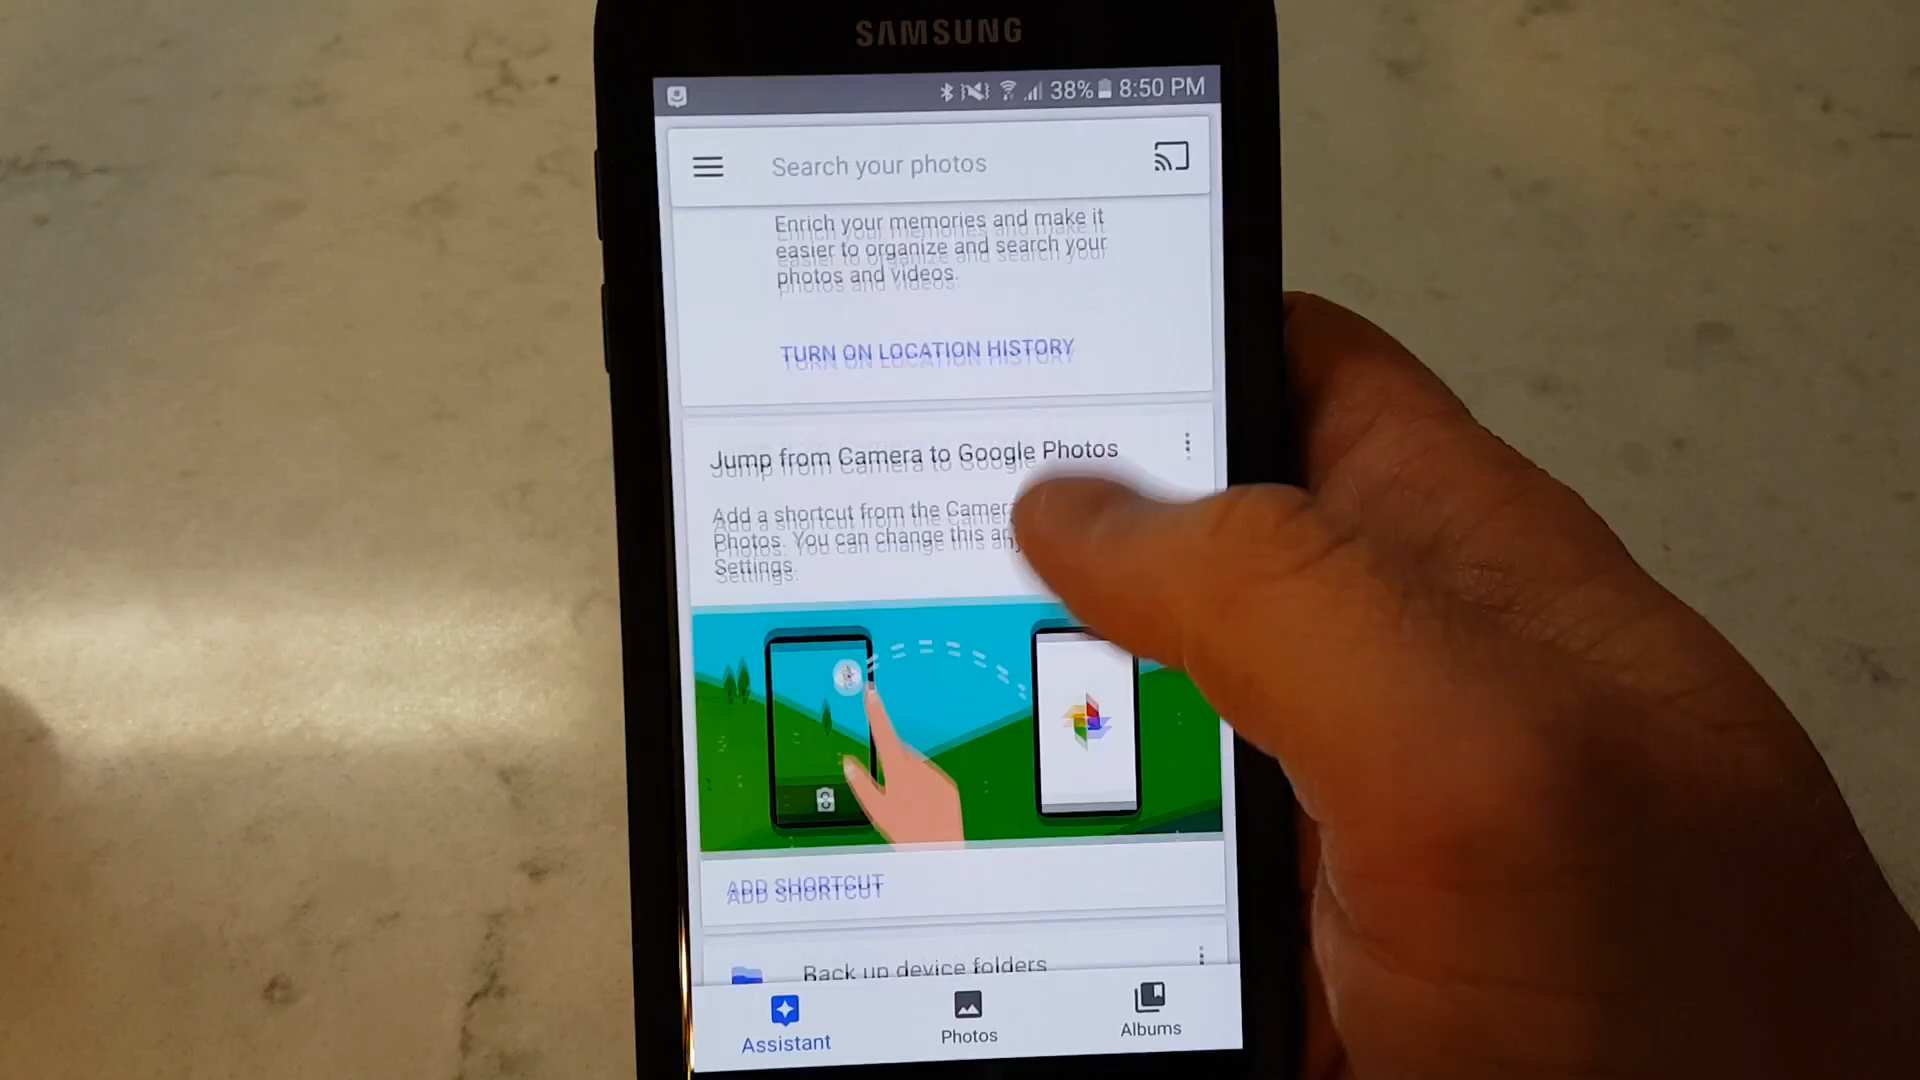 SAMSUNG
38% 8:50 PM
Search your photos
Enrich your memories and make it
easier to organize and search your
photos and videos.
TURN ON LOCATION HISTORY
Jump from Camera to Google Photos
Add a shortcut from the Camera
Photos. You can change this
Settings.
ADD SHORTCUT
Back up device folders
Assistant
Photos
Albums